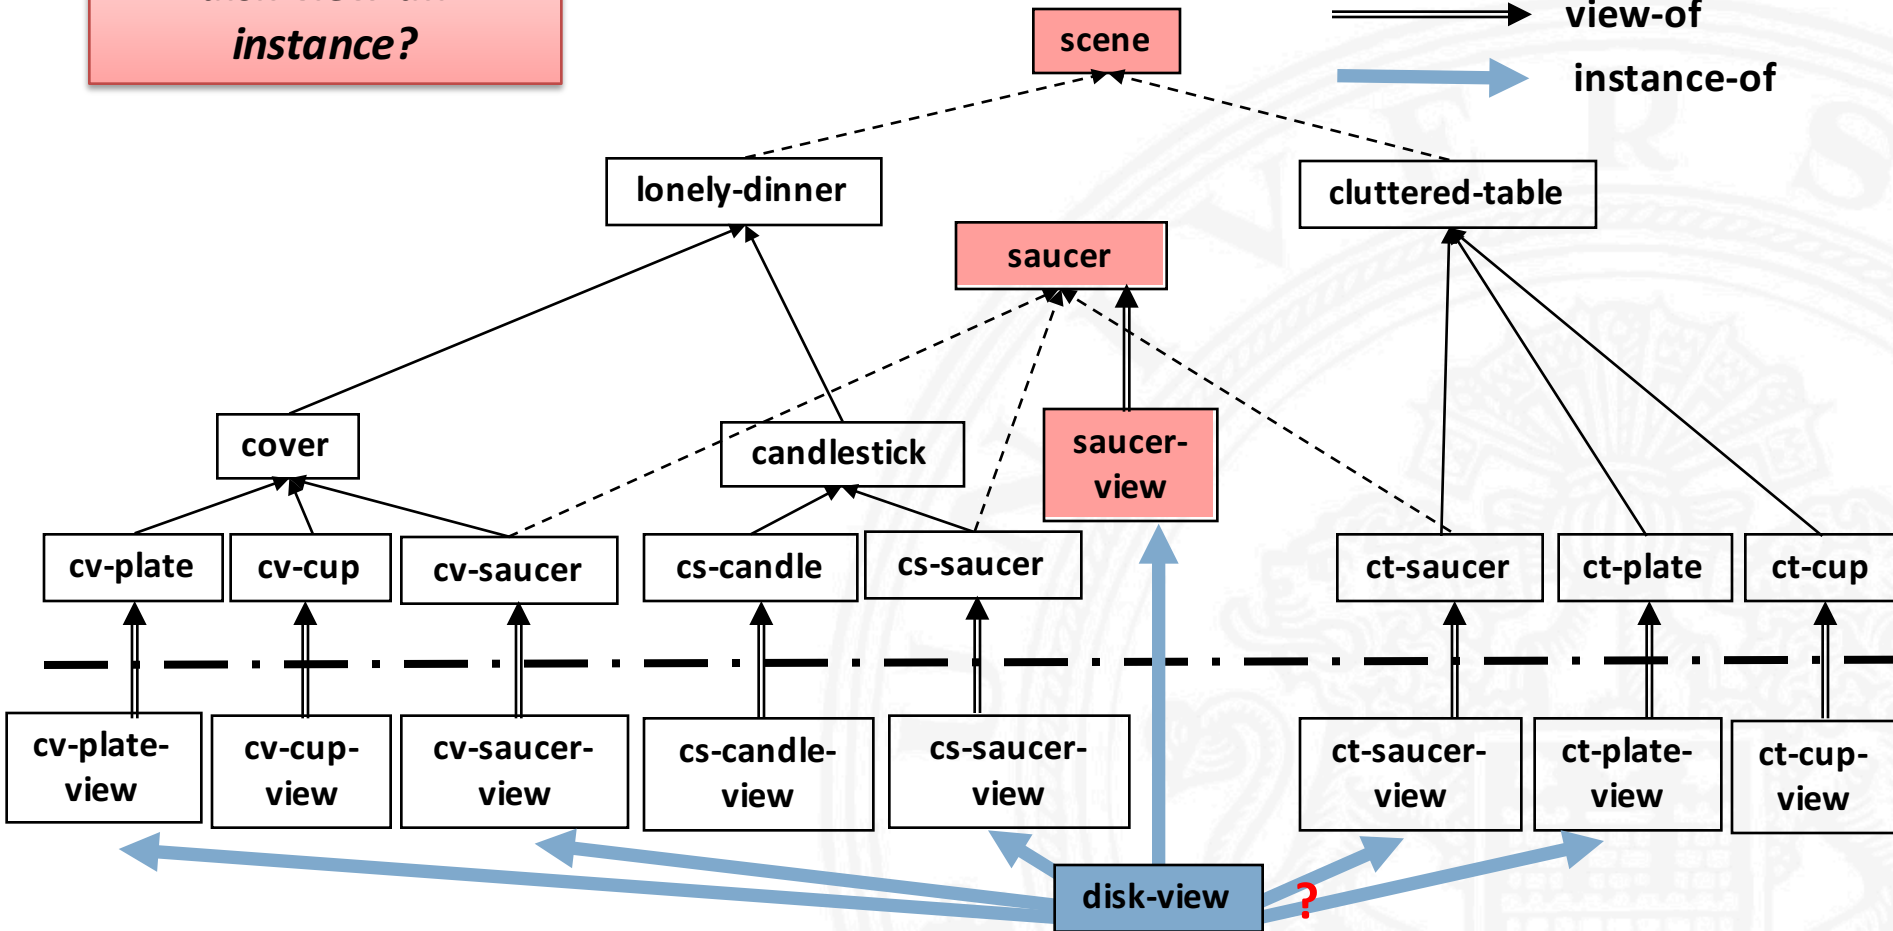 instance?
view-of
scene
instance-of
lonely-dinner
cluttered-table
saucer
cover
candlestick
saucer-
view
cv-plate
cv-cup
cv-saucer
cs-candle
cs-saucer
ct-saucer
ct-plate
ct-cup
cv-plate-
view
cv-cup-
view
cv-saucer-
view
cs-candle-
view
cs-saucer-
view
ct-saucer-
view
ct-plate-
view
ct-cup-
view
disk-view
?